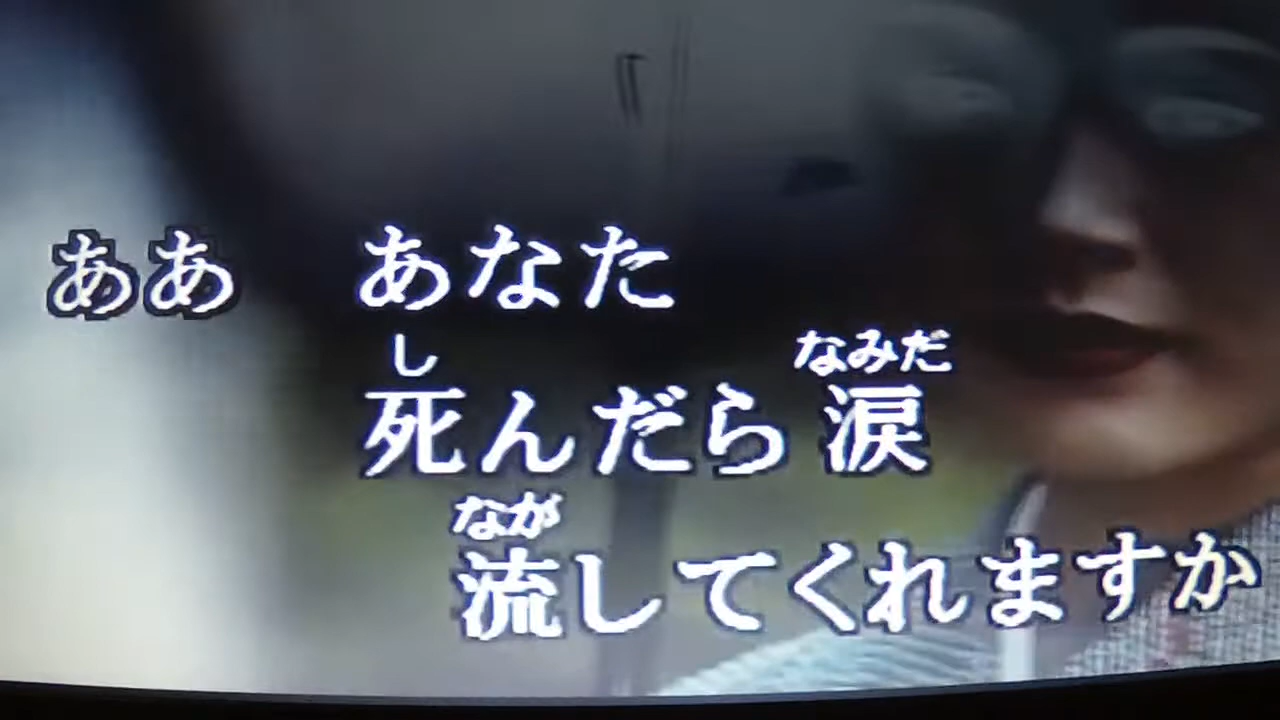 ああ　あなた
し　なみだ
死んだら 涙
なが
流してくれますか